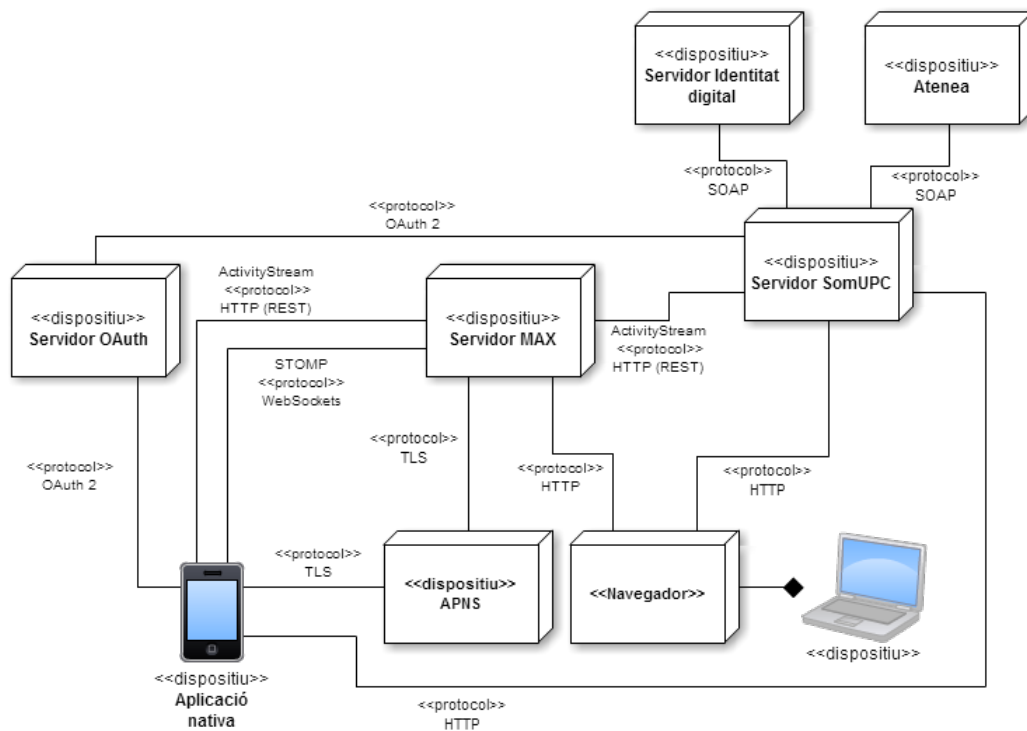 <<dispositiu>>
Servidor Identitat
digital
<<dispositiu>>
Atenea
<<protocol>>
SOAP
<<protocol>>
SOAP
<<protocol>>
OAuth 2
<<dispositiu>>
Servidor SomUPC
<<dispositiu>>
Servidor OAuth
ActivityStream
<<protocol>>
HTTP (REST)
<<dispositiu>>
Servidor MAX
ActivityStream
<<protocol>>
HTTP (REST)
STOMP
<<protocol>>
WebSockets
<<protocol>>
OAuth 2
<<protocol>>
TLS
<<protocol>>
HTTP
<<protocol>>
HTTP
<<protocol>>
TLS
<<dispositiu>>
APNS
<<Navegador>>
<<dispositiu>>
<<dispositiu>>
Aplicació
nativa
<<protocol>>
HTTP